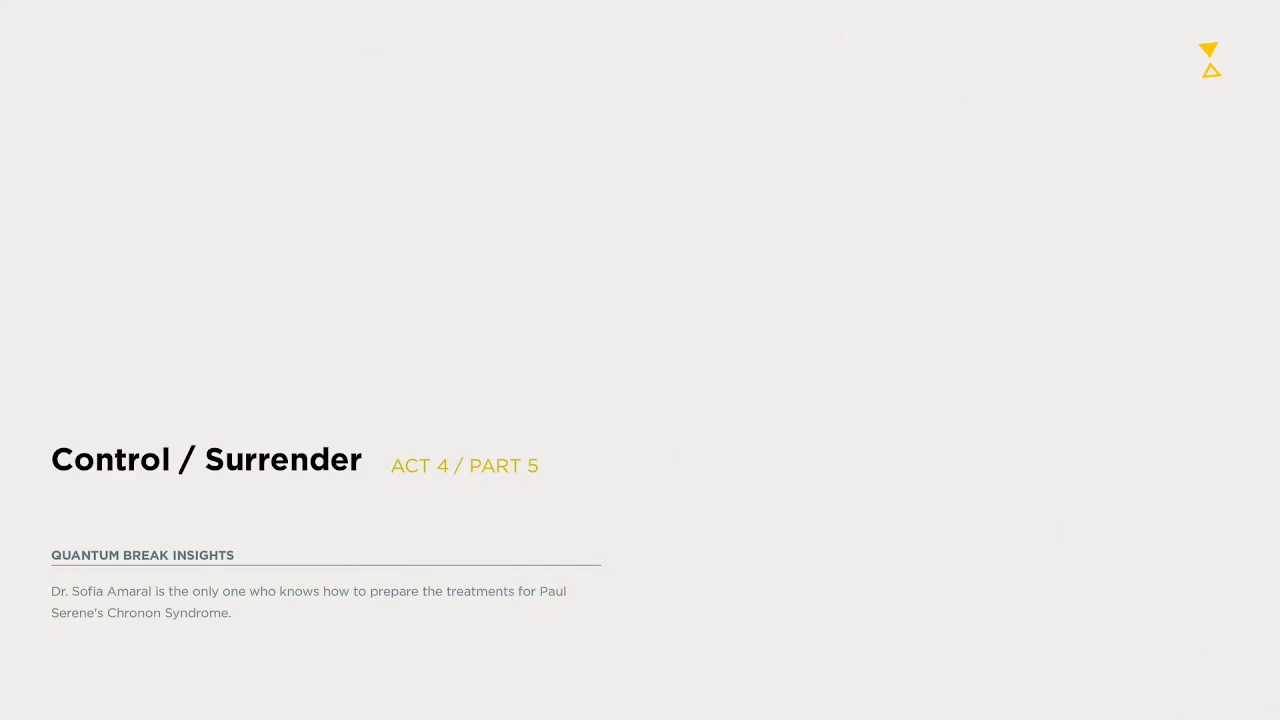 Control / Surrender ACT 4 / PART 5
QUANTUM BREAK INSIGHTS
Dr. Sofia Amaral is the only one who knows how to prepare the treatments for Paul
Serene's Chronon Syndrome.